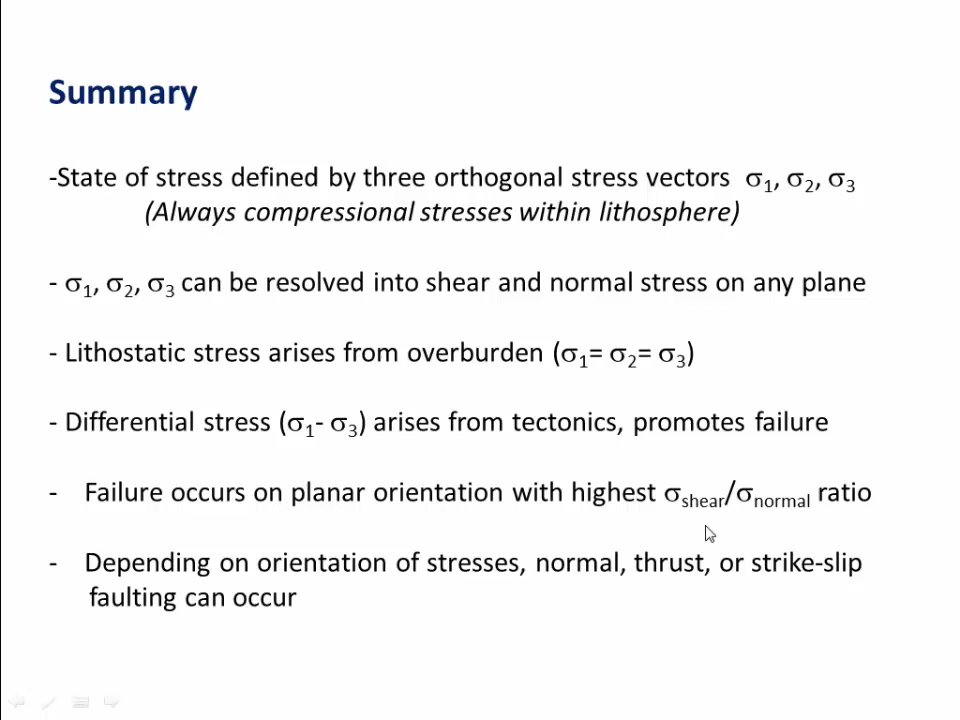 Summary
-State of stress defined by three orthogonal stress vectors σ₁, σ₂, σ₃
(Always compressional stresses within lithosphere)
- σ₁, σ₂, σ₃ can be resolved into shear and normal stress on any plane
- Lithostatic stress arises from overburden (σ₁= σ₂= σ₃)
- Differential stress (σ₁- σ₃) arises from tectonics, promotes failure
- Failure occurs on planar orientation with highest σshear/σnormal ratio
- Depending on orientation of stresses, normal, thrust, or strike-slip
faulting can occur